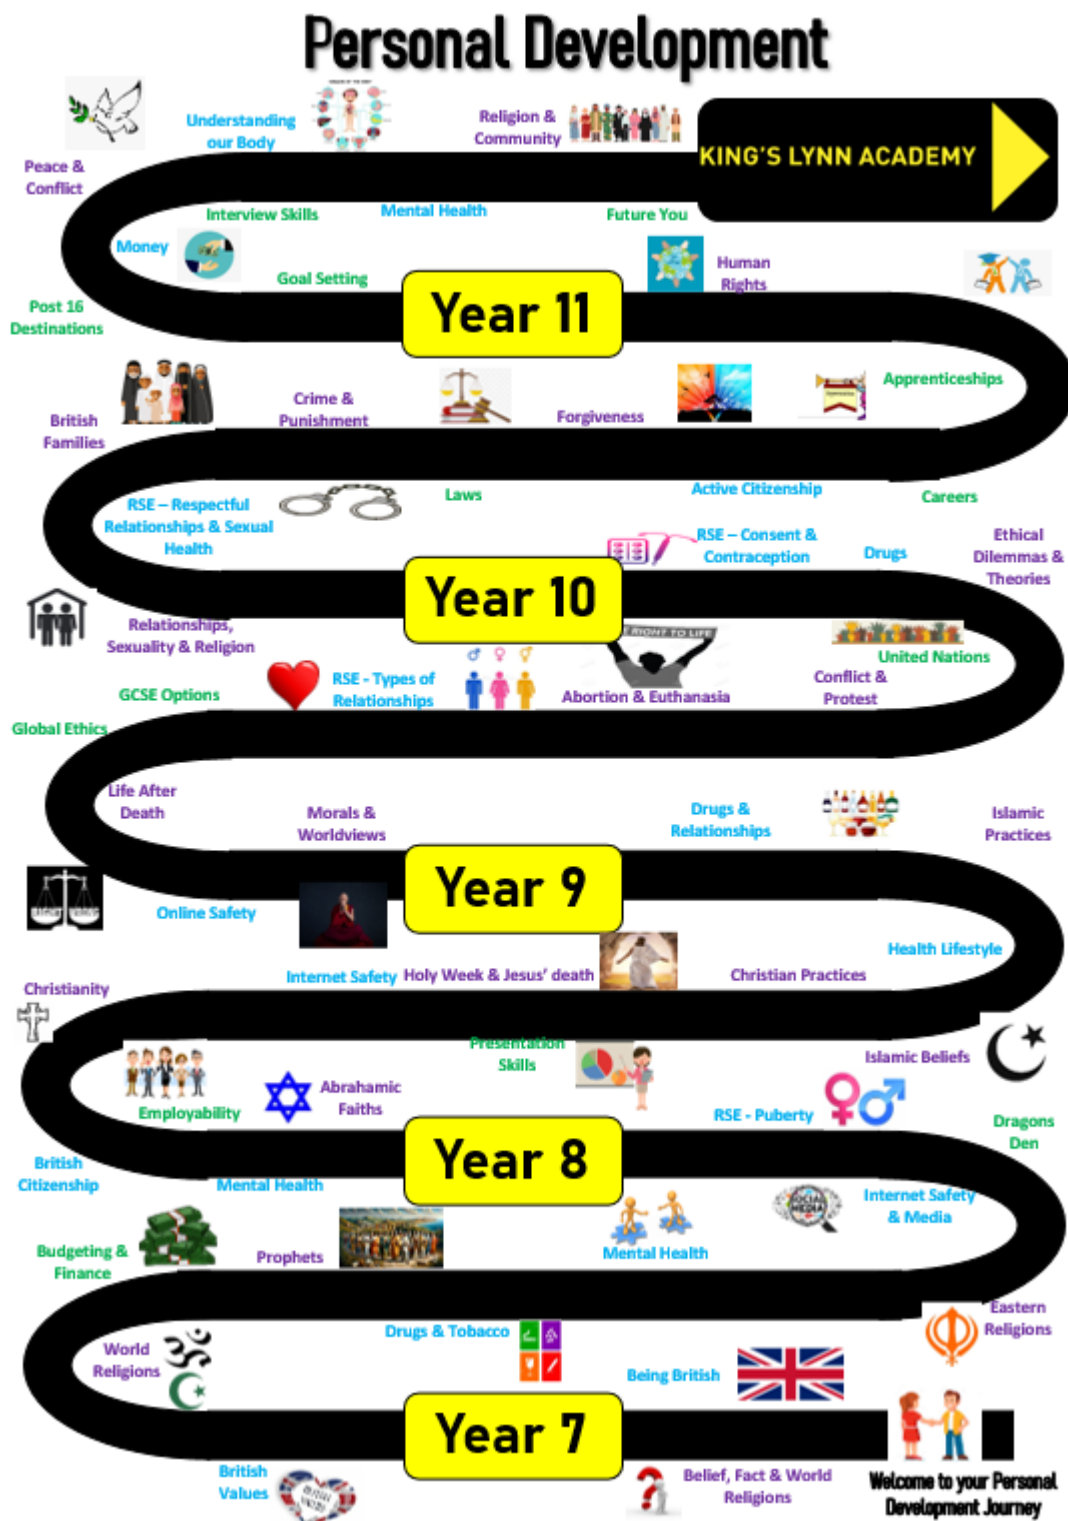 Personal Development
Understanding
our Body
Religion &
Community
KING'S LYNN ACADEMY
Peace &
Conflict
Interview Skills
Mental Health
Future You
Money
Goal Setting
Human
Rights
Post 16
Destinations
Year 11
Apprenticeships
British
Families
Crime &
Punishment
Forgiveness
RSE – Respectful
Relationships & Sexual
Health
Laws
Active Citizenship
Careers
RSE – Consent &
Contraception
Drugs
Ethical
Dilemmas &
Theories
Year 10
Relationships,
Sexuality & Religion
RIGHT TO LIFE
United Nations
GCSE Options
RSE - Types of
Relationships
Abortion & Euthanasia
Conflict &
Protest
Global Ethics
Life After
Death
Morals &
Worldviews
Drugs &
Relationships
Islamic
Practices
Year 9
Online Safety
Health Lifestyle
Internet Safety
Holy Week & Jesus' death
Christian Practices
Christianity
Presentation
Skills
Islamic Beliefs
Employability
Abrahamic
Faiths
RSE - Puberty
Dragons
Den
Year 8
British
Citizenship
Mental Health
SOCIAL
MEDIA
Internet Safety
& Media
Budgeting &
Finance
Prophets
Mental Health
Eastern
Religions
World
Religions
Drugs & Tobacco
Being British
Year 7
British
Values
Belief, Fact & World
Religions
Welcome to your Personal
Development Journey